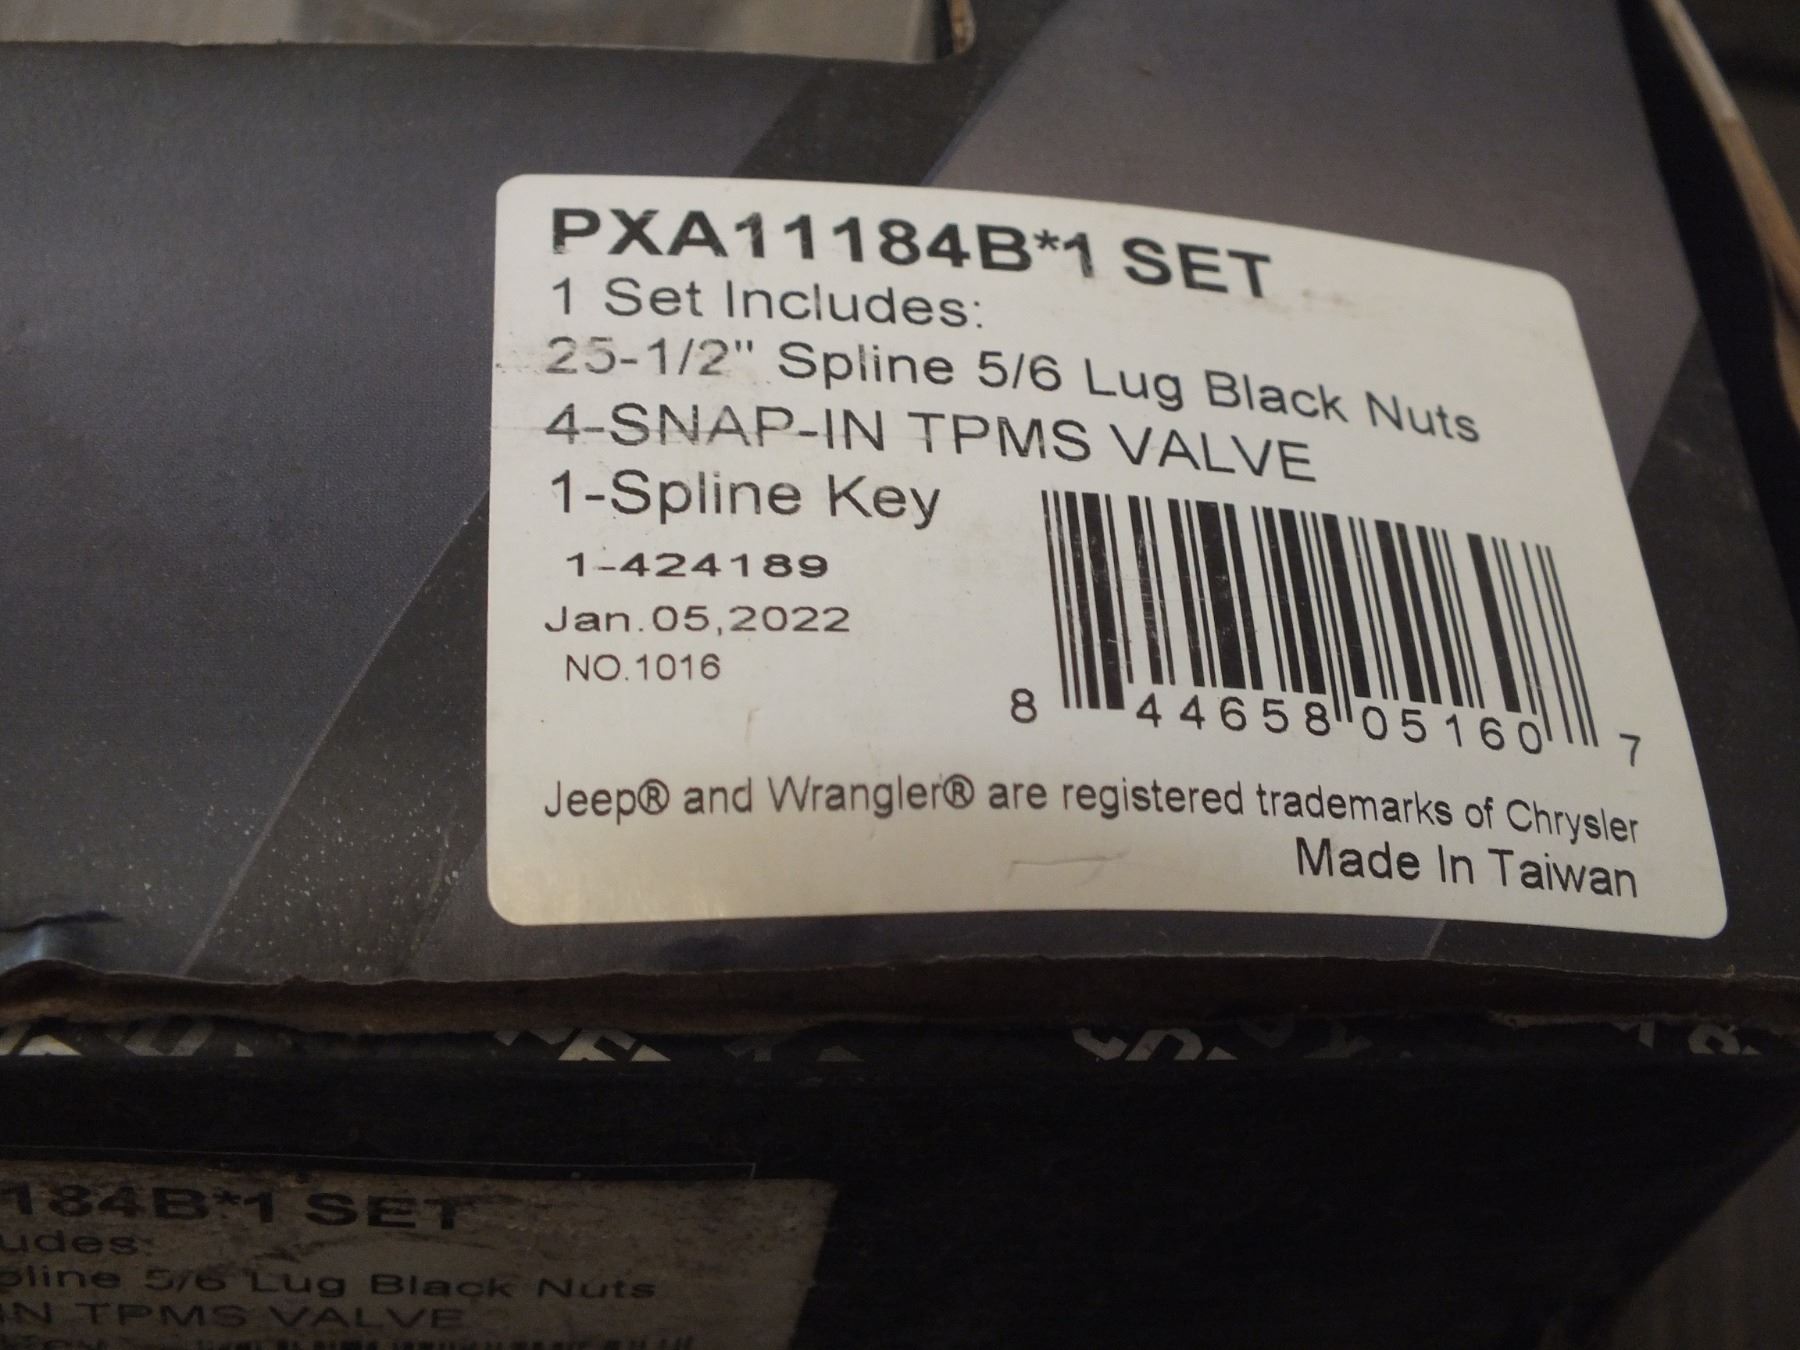 PXA11184B*1 SET
1 Set Includes:
25-1/2" Spline 5/6 Lug Black Nuts
4-SNAP-IN TPMS VALVE
1-Spline Key
1-424189
Jan.05,2022
NO.1016
8 44658 05160 7
Jeep® and Wrangler® are registered trademarks of Chrysler
Made In Taiwan
184B*1 SET
udes:
pline 5/6 Lug Black Nuts
IN TPMS VALVE